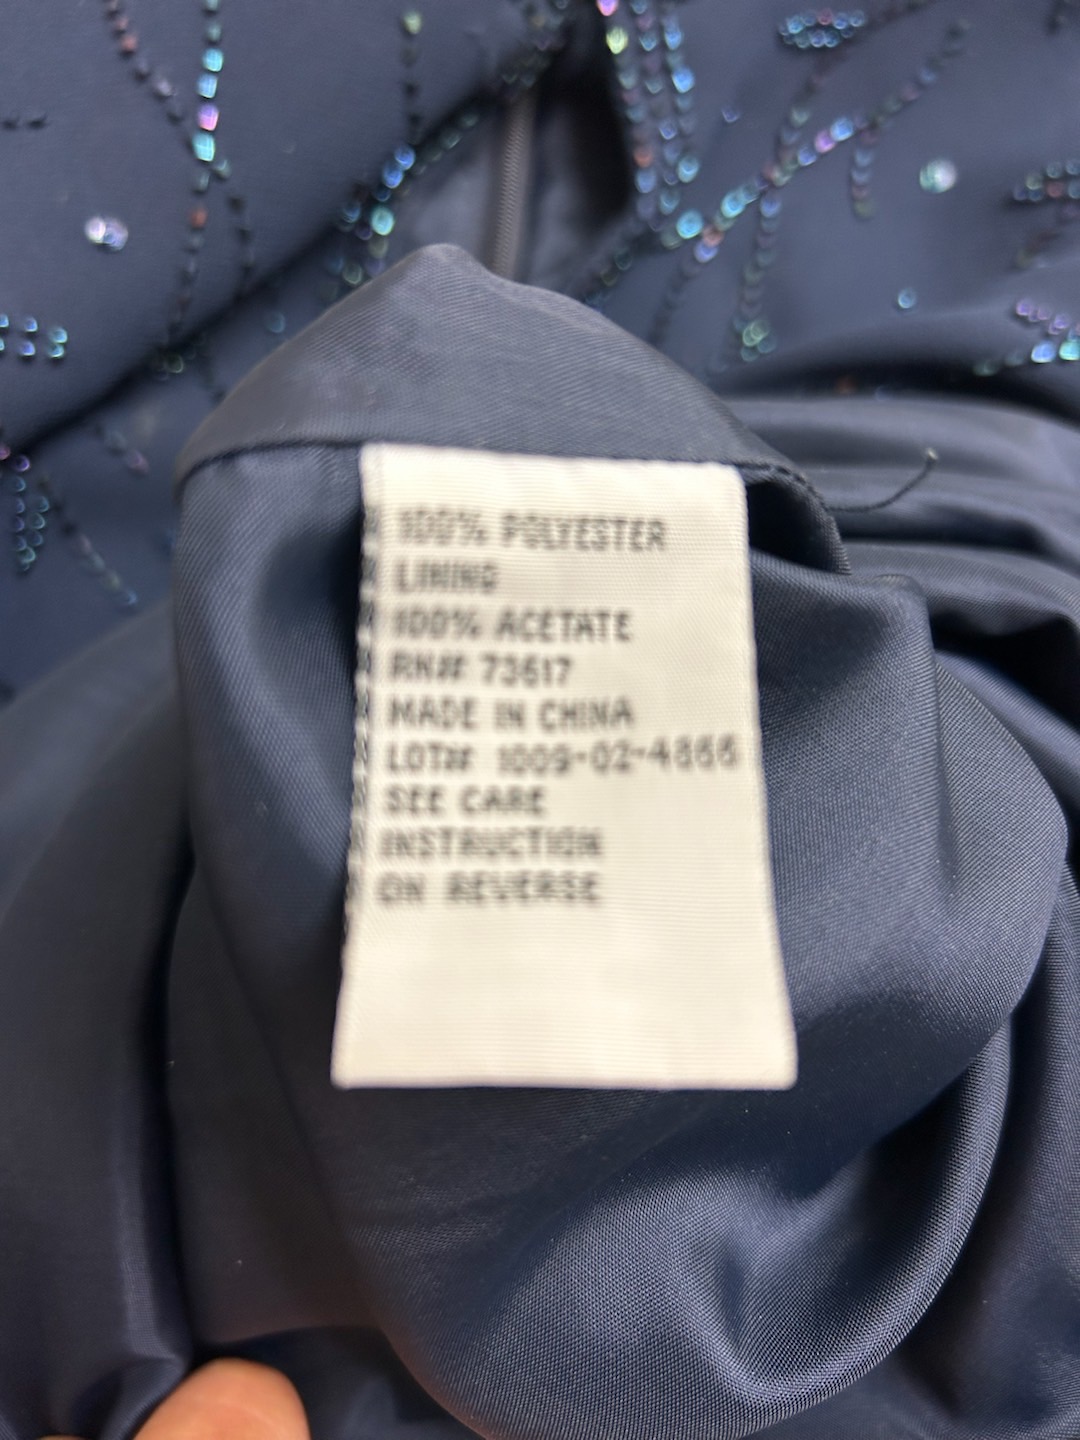 100% POLYESTER
LINING
100% ACETATE
RN# 73617
MADE IN CHINA
LOT# 1009-02-4866
SEE CARE
INSTRUCTION
ON REVERSE